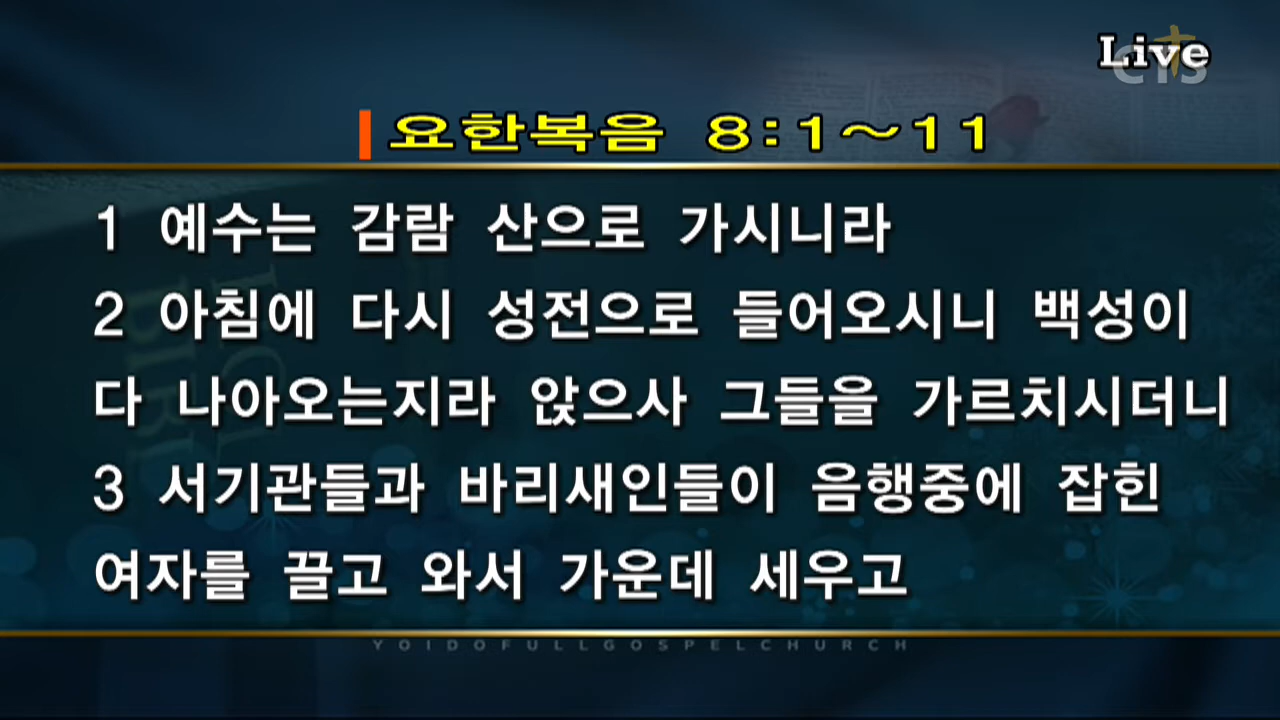 Live
CTS
요한복음 8:1~11
1 예수는 감람 산으로 가시니라
2 아침에 다시 성전으로 들어오시니 백성이
다 나아오는지라 앉으사 그들을 가르치시더니
3 서기관들과 바리새인들이 음행중에 잡힌
여자를 끌고 와서 가운데 세우고
YOIDOFULLGOSPELCHURCH